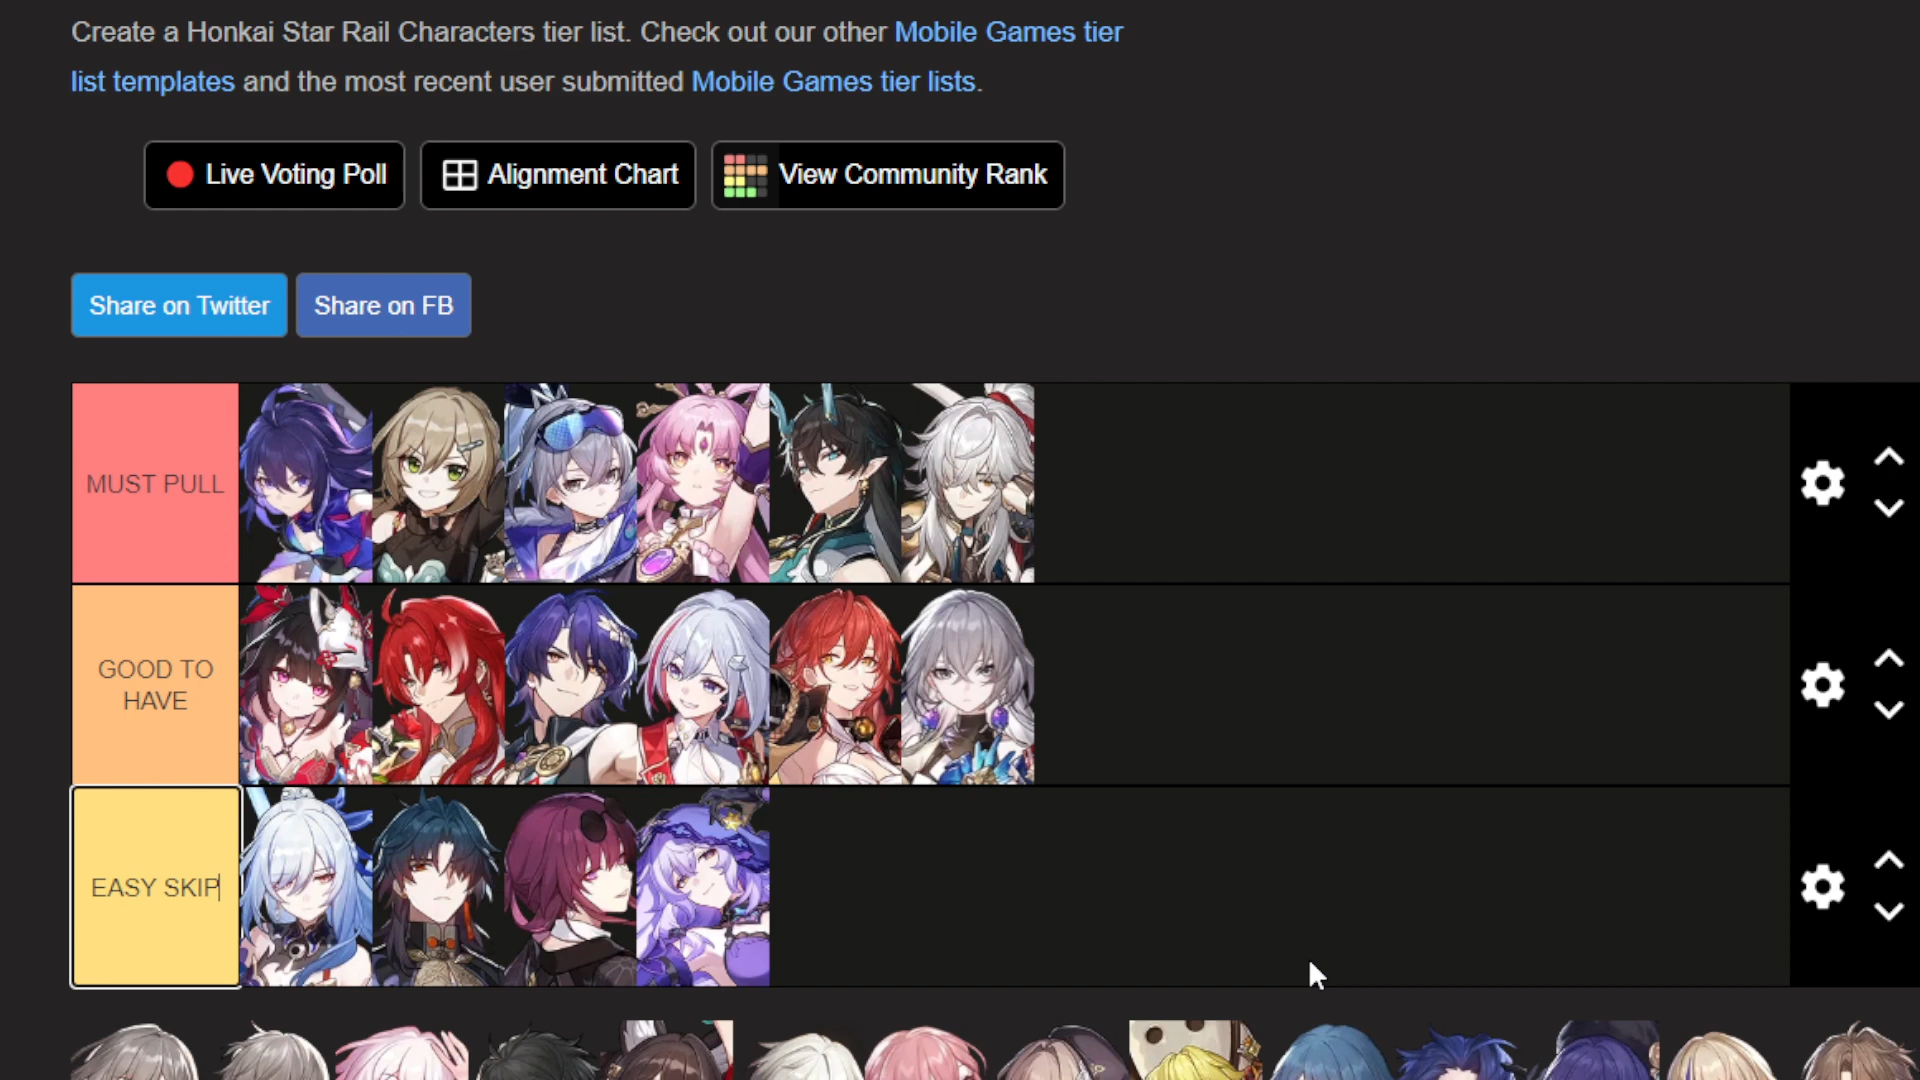 Create a Honkai Star Rail Characters tier list. Check out our other Mobile Games tier
list templates and the most recent user submitted Mobile Games tier lists.
Live Voting Poll
Alignment Chart
View Community Rank
Share on Twitter
Share on FB
MUST PULL
GOOD TO
HAVE
EASY SKIP